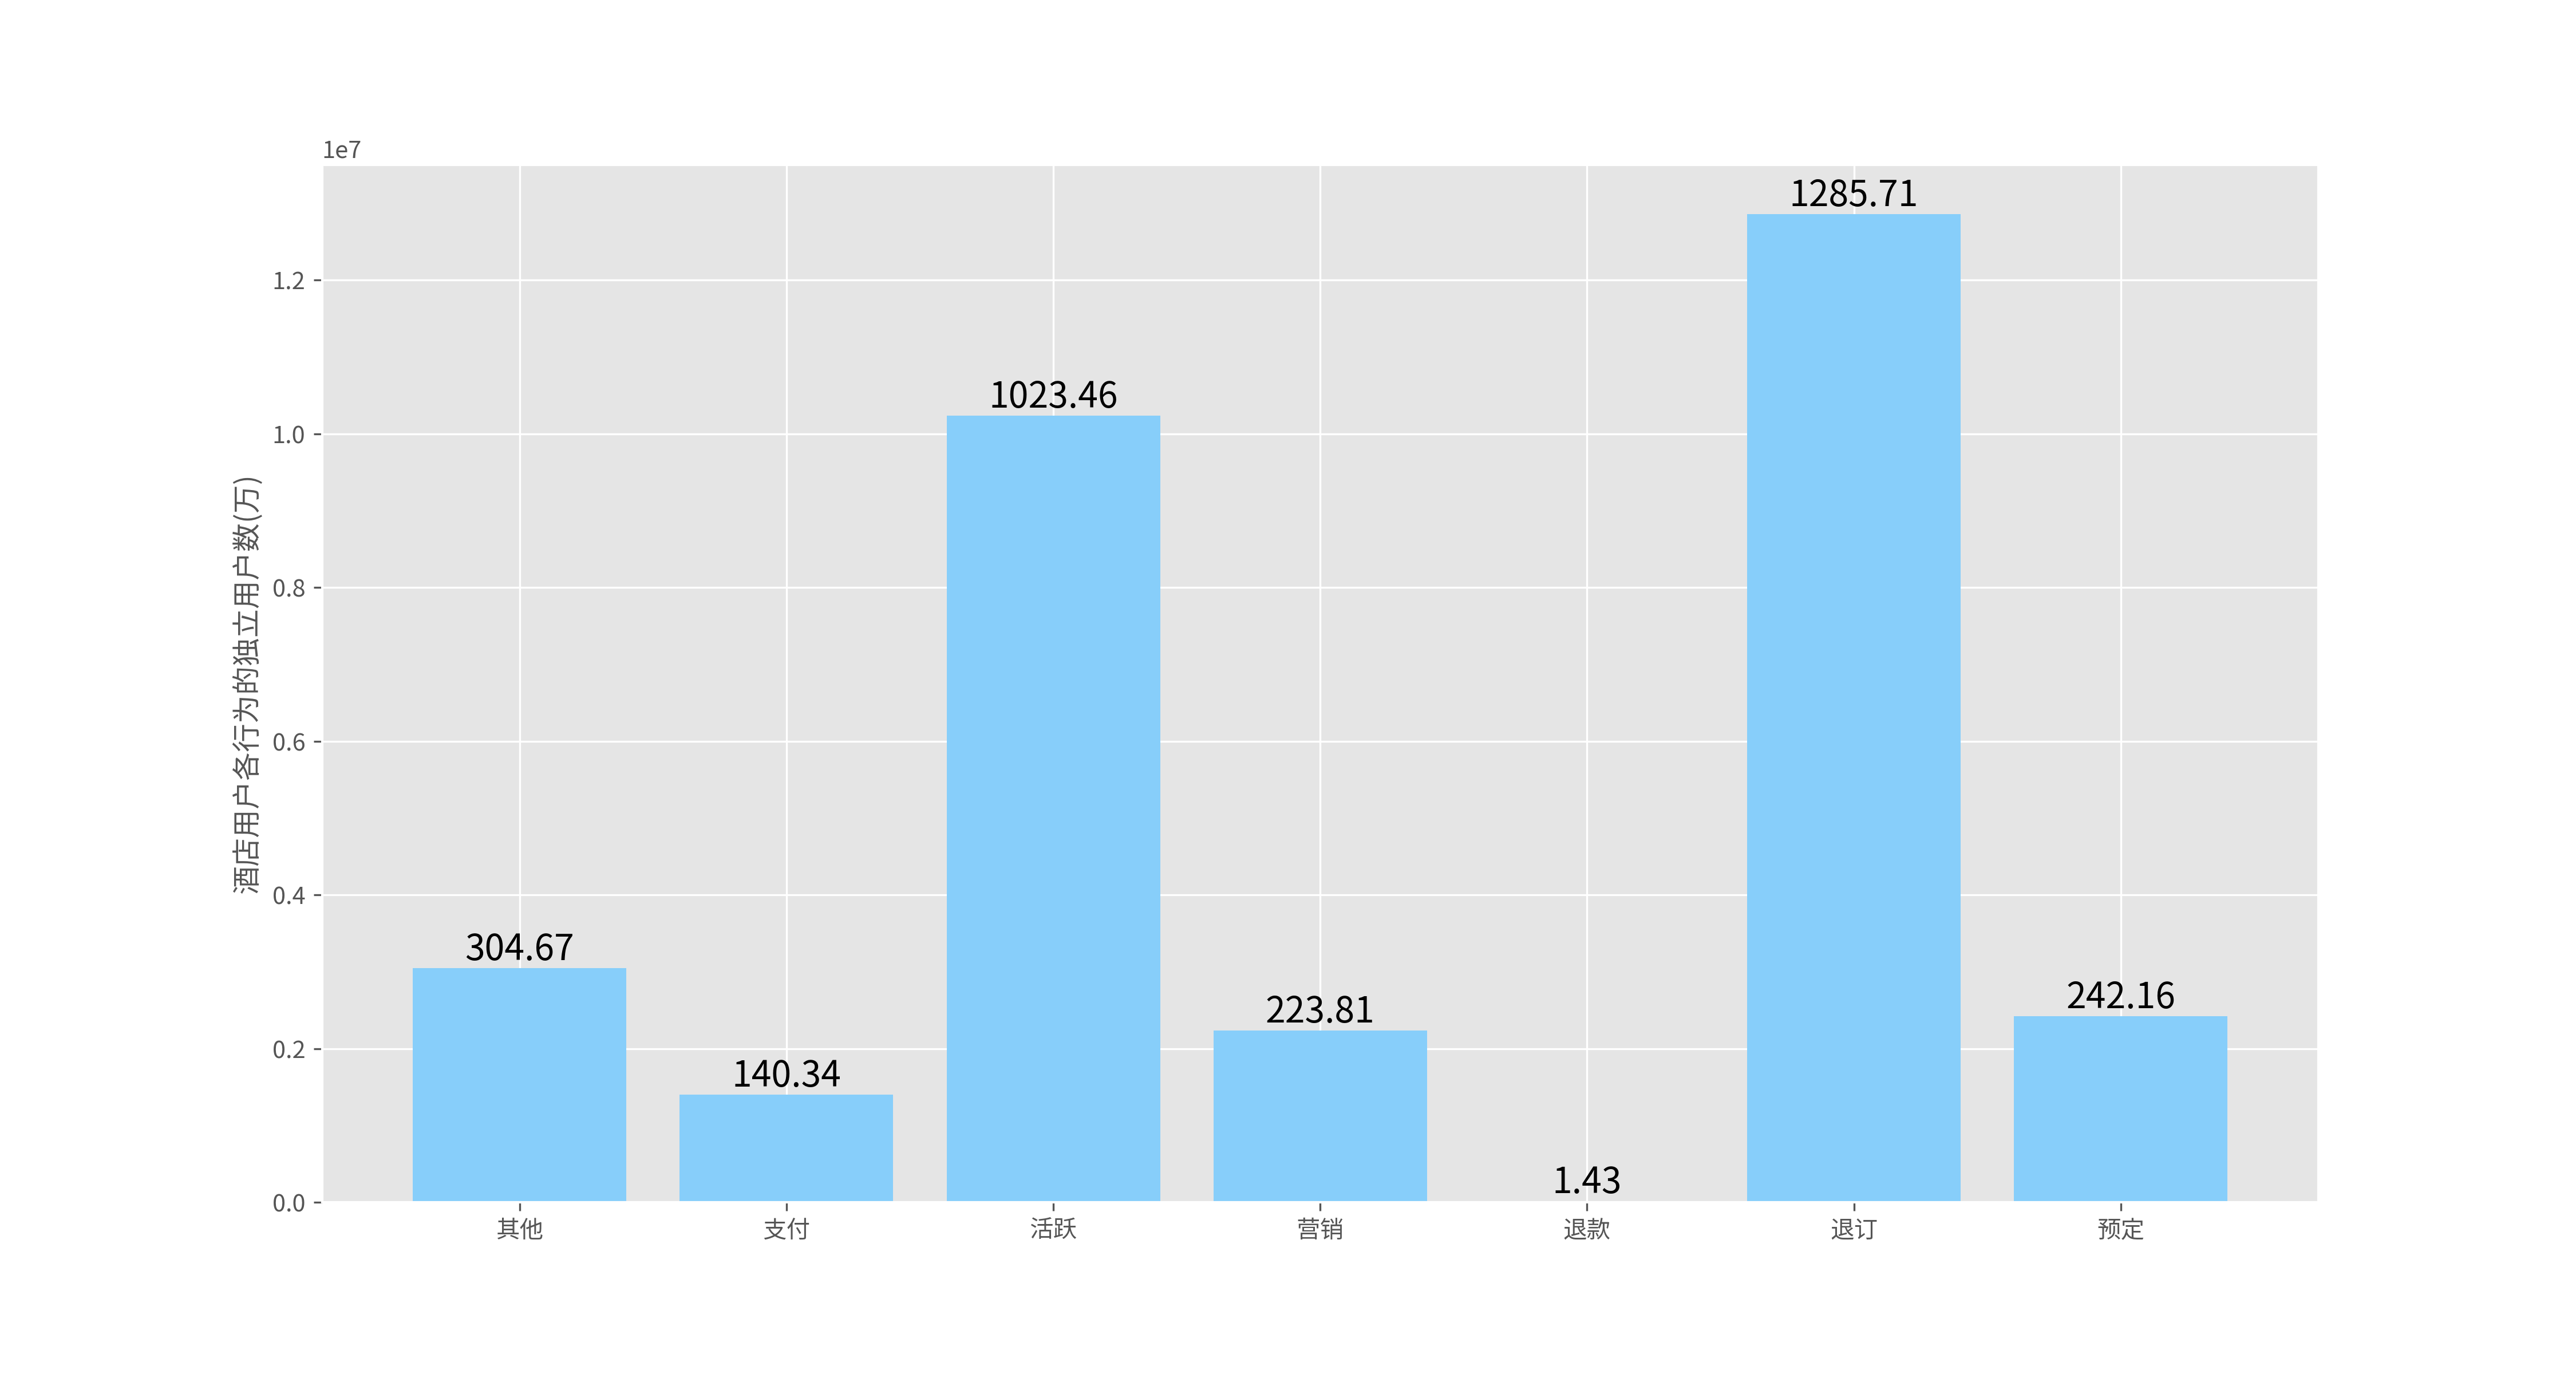 1e7
酒店用户各行为的独立用户数(万)
1.2
1.0
0.8
0.6
0.4
0.2
0.0
304.67
140.34
1023.46
223.81
1.43
1285.71
242.16
其他
支付
活跃
营销
退款
退订
预定